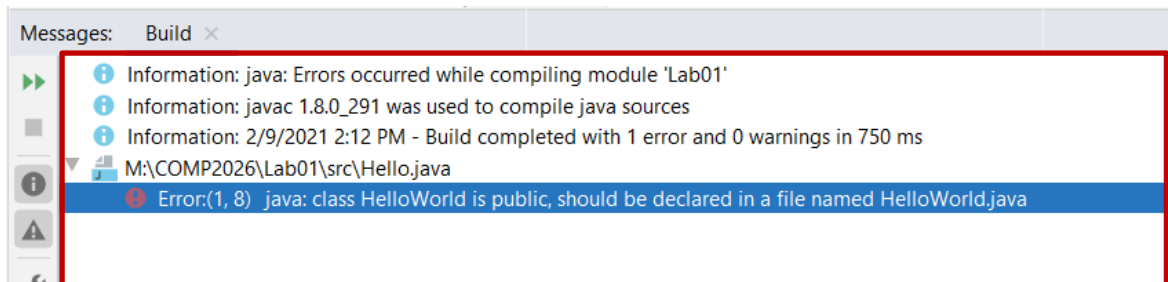 Messages: Build ×
Information: java: Errors occurred while compiling module 'Lab01'
Information: javac 1.8.0_291 was used to compile java sources
Information: 2/9/2021 2:12 PM - Build completed with 1 error and 0 warnings in 750 ms
M:\COMP2026\Lab01\src\Hello.java
Error:(1, 8) java: class HelloWorld is public, should be declared in a file named HelloWorld.java